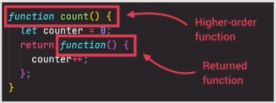 function count() {
let counter = 0;
return function() {
counter++;
};
}
Higher-order
function
Returned
function